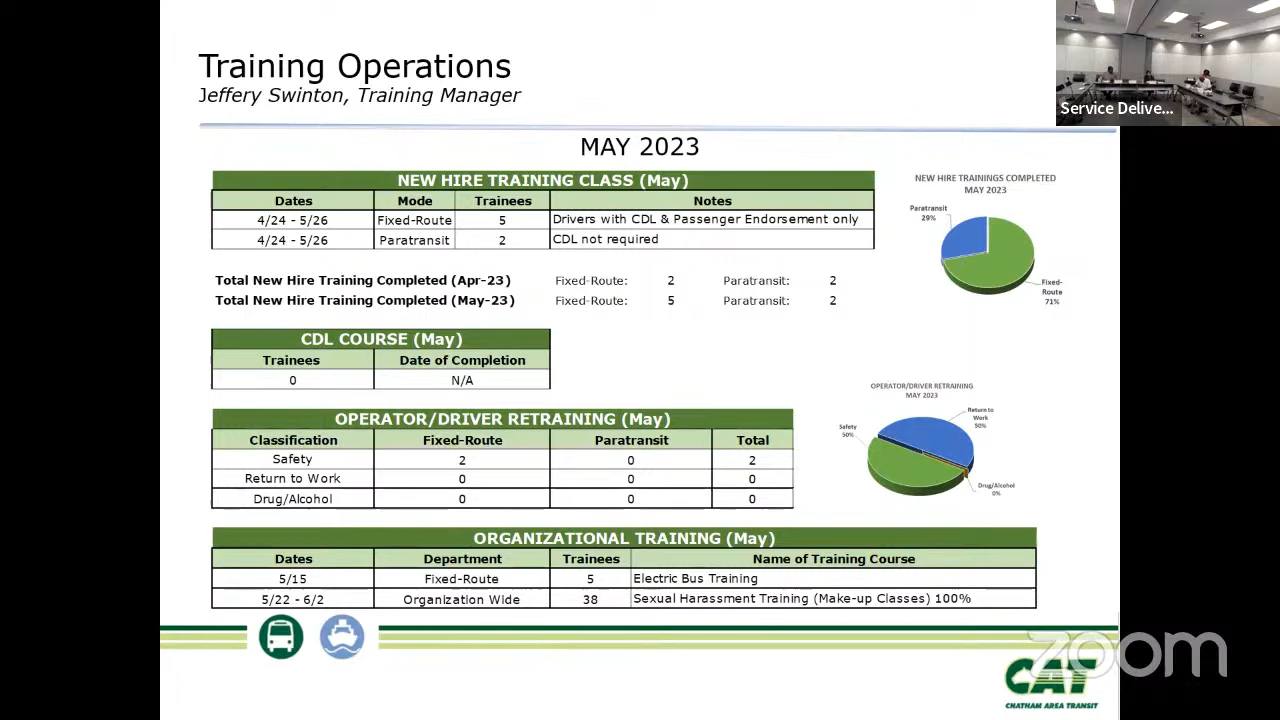 Training Operations
Jeffery Swinton, Training Manager
Service Delive...
MAY 2023
NEW HIRE TRAINING CLASS (May)
Dates Mode Trainees Notes
4/24 - 5/26 Fixed-Route 5 Drivers with CDL & Passenger Endorsement only
4/24 - 5/26 Paratransit 2 CDL not required
NEW HIRE TRAININGS COMPLETED
MAY 2023
Paratransit
29%
Fixed-
Route
71%
Total New Hire Training Completed (Apr-23) Fixed-Route: 2 Paratransit: 2
Total New Hire Training Completed (May-23) Fixed-Route: 5 Paratransit: 2
CDL COURSE (May)
Trainees Date of Completion
0 N/A
OPERATOR/DRIVER RETRAINING (May)
Classification Fixed-Route Paratransit Total
Safety 2 0 2
Return to Work 0 0 0
Drug/Alcohol 0 0 0
OPERATOR/DRIVER RETRAINING
MAY 2023
Return to
Work
50%
Safety
50%
Drug/Alcohol
0%
ORGANIZATIONAL TRAINING (May)
Dates Department Trainees Name of Training Course
5/15 Fixed-Route 5 Electric Bus Training
5/22 - 6/2 Organization Wide 38 Sexual Harassment Training (Make-up Classes) 100%
zoom
CAT
CHATHAM AREA TRANSIT